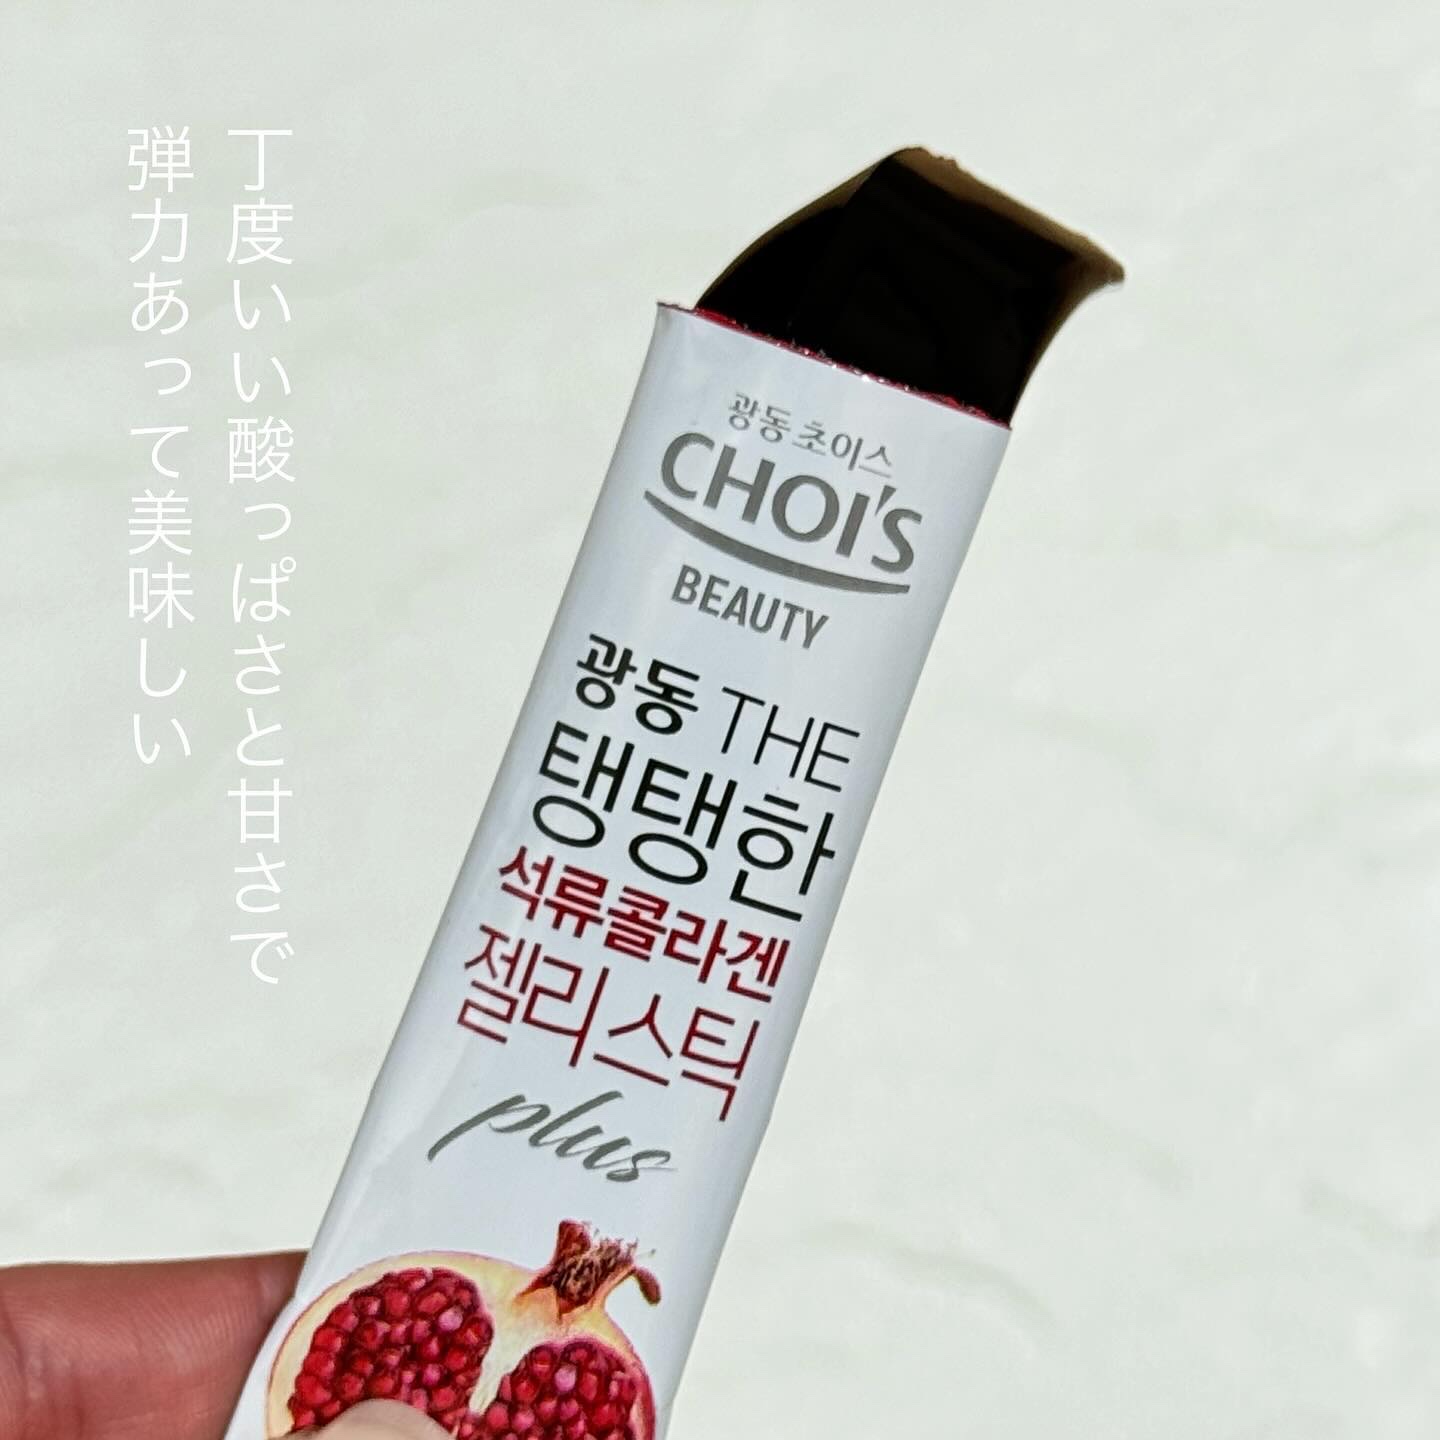 丁度いい酸っぱさと甘さで
弾力あって美味しい
광동 초이스
CHOI'S
BEAUTY
광동 THE
탱탱한
석류콜라겐
젤리스틱
plus